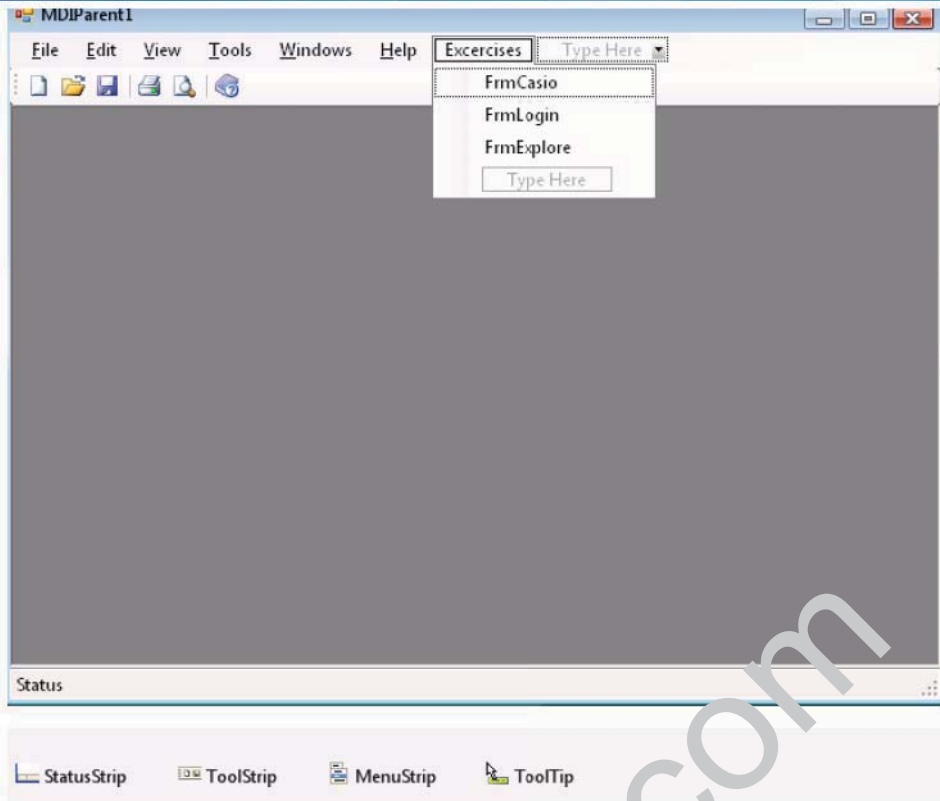 MDIParent1
File Edit View Tools Windows Help Excercises Type Here
FrmCasio
FrmLogin
FrmExplore
Type Here
Status
StatusStrip ToolStrip MenuStrip ToolTip
com